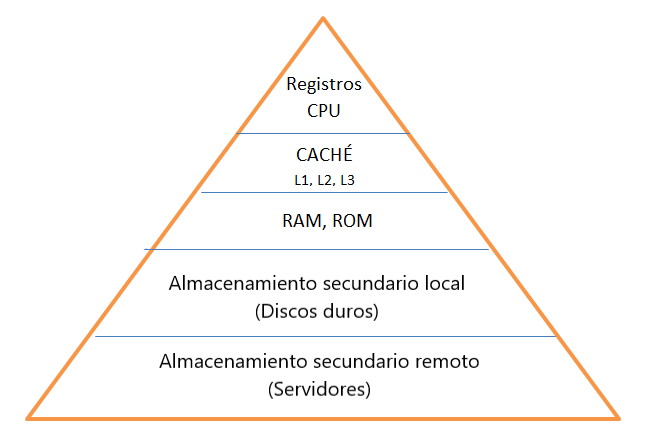 Registros
CPU
CACHÉ
L1, L2, L3
RAM, ROM
Almacenamiento secundario local
(Discos duros)
Almacenamiento secundario remoto
(Servidores)